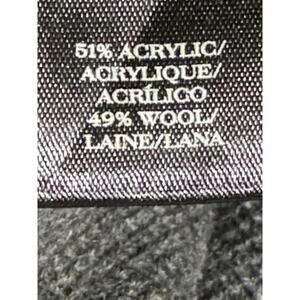 51% ACRYLIC/
ACRYLIQUE/
ACRÍLICO
49% WOOL/
LAINE/LANA